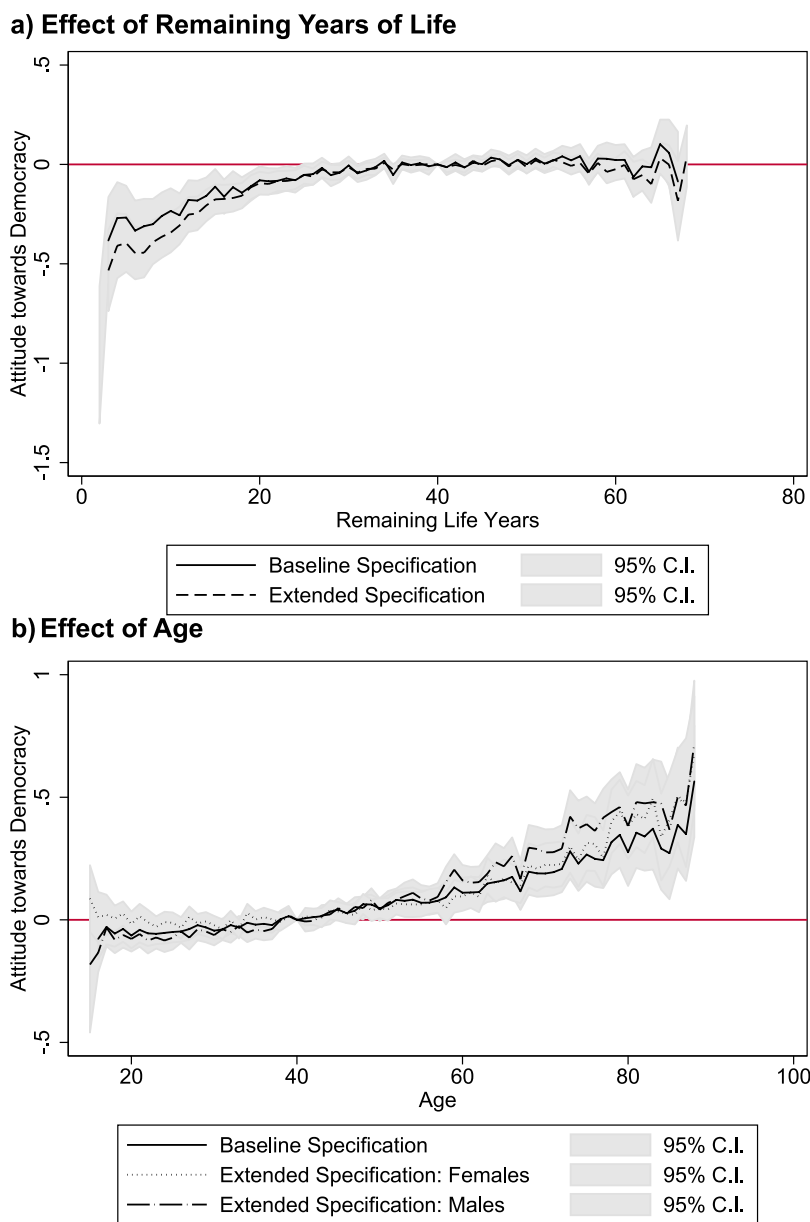 a) Effect of Remaining Years of Life
.5
0
-.5
-1
-1.5
Attitude towards Democracy
0 20 40 60 80
Remaining Life Years
Baseline Specification 95% C.I.
Extended Specification 95% C.I.
b) Effect of Age
1
.5
0
-.5
Attitude towards Democracy
20 40 60 80 100
Age
Baseline Specification 95% C.I.
Extended Specification: Females 95% C.I.
Extended Specification: Males 95% C.I.